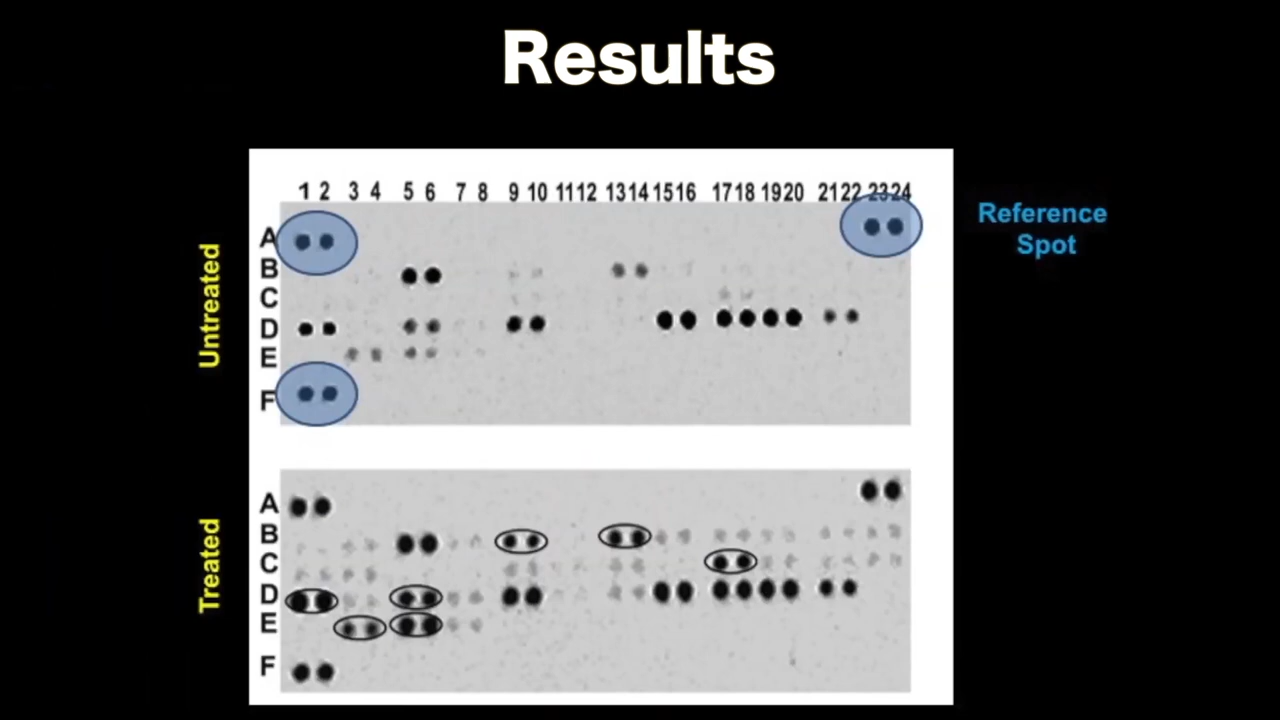 Results
1 2 3 4 5 6 7 8 9 10 11 12 13 14 15 16 17 18 19 20 21 22 23 24
Reference
Spot
Untreated
A
B
C
D
E
F
Treated
A
B
C
D
E
F